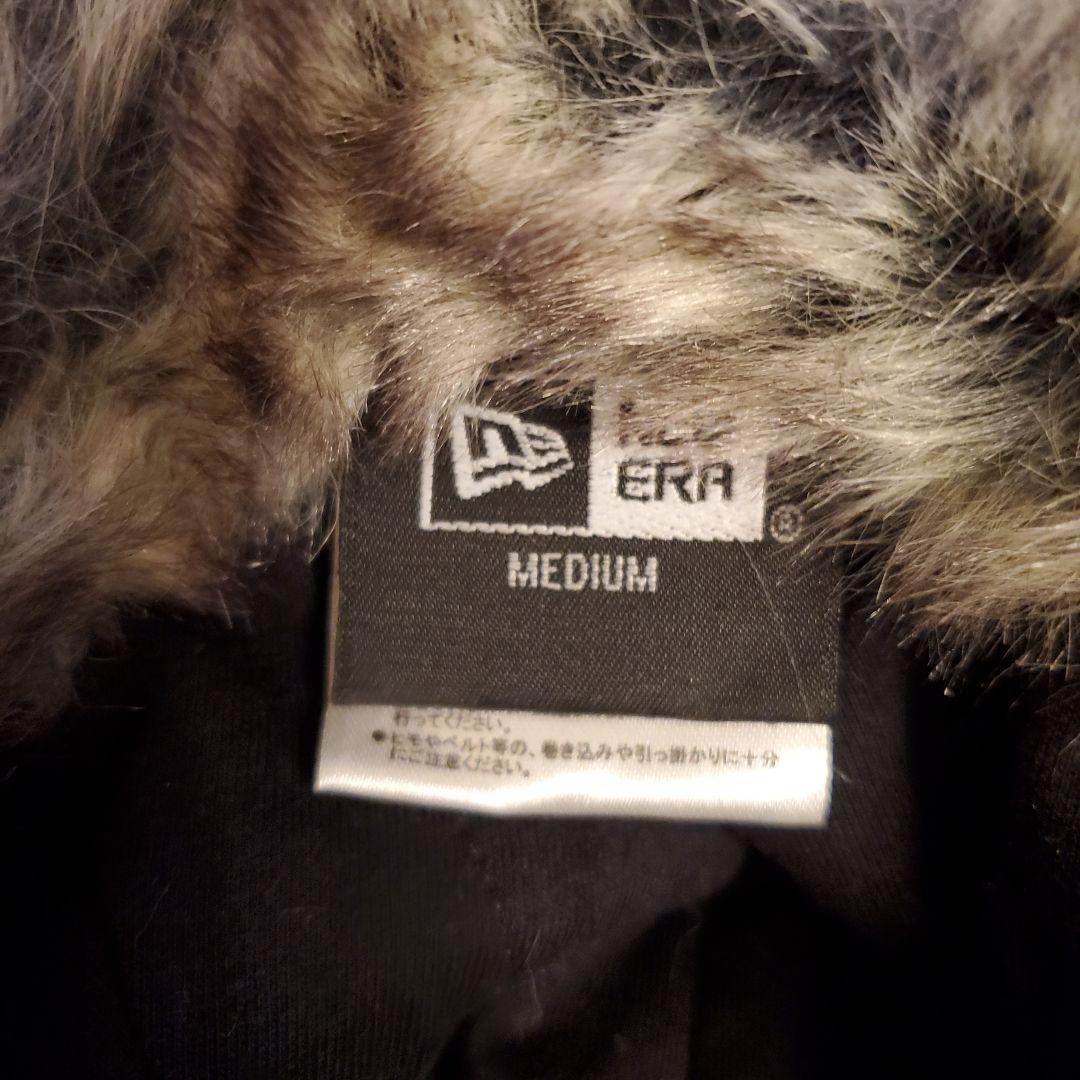 NEW
ERA
®
MEDIUM
行ってください。
●ヒモやベルト等の、巻き込みや引っ掛かりに十分
にご注意ください。